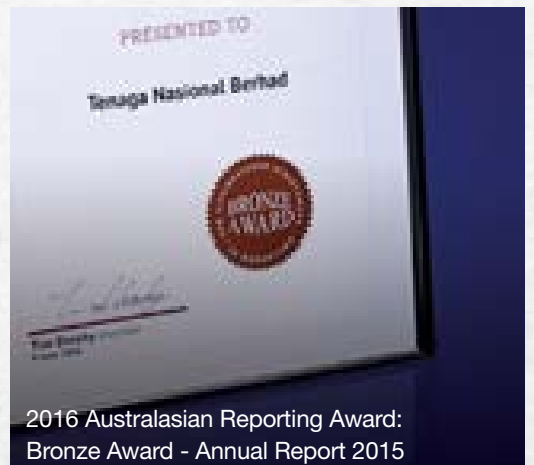 PRESENTED TO
Tenaga Nasional Berhad
BRONZE
AWARD
2016 Australasian Reporting Award:
Bronze Award - Annual Report 2015